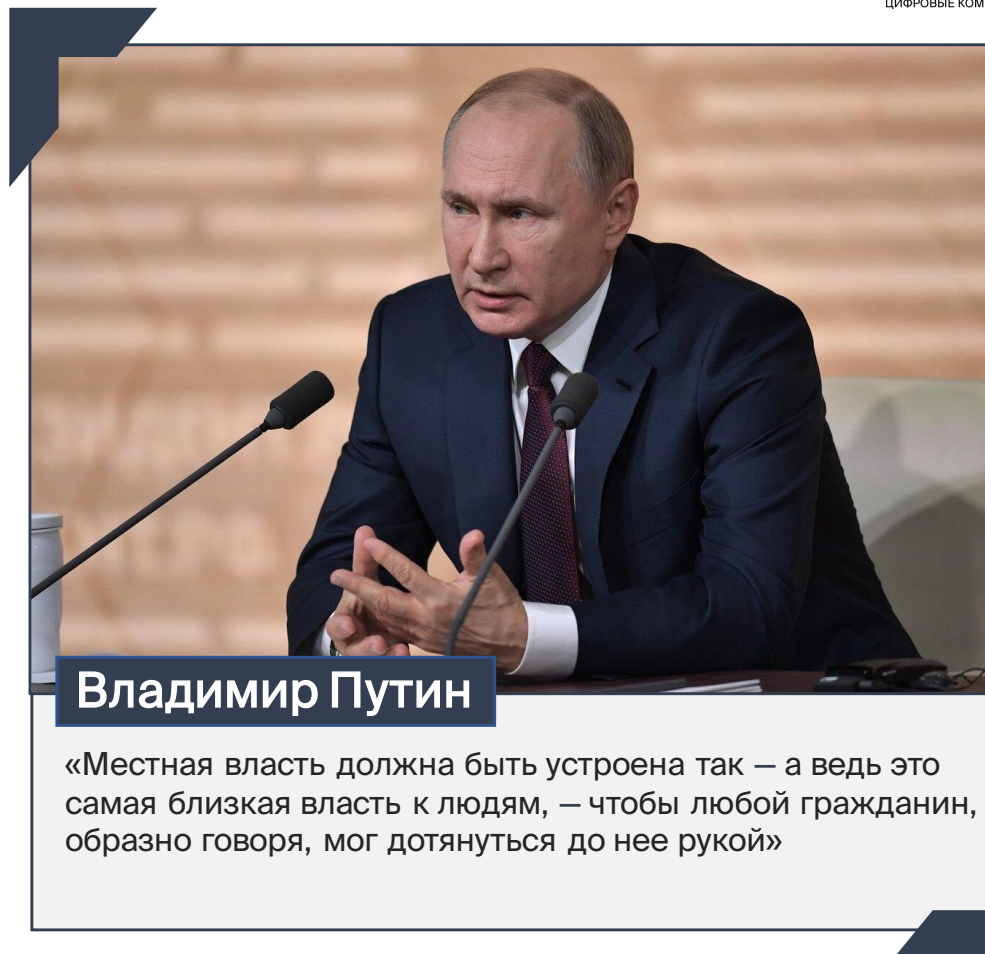 ЦИФРОВЫЕ КОМ
Владимир Путин
«Местная власть должна быть устроена так — а ведь это
самая близкая власть к людям, — чтобы любой гражданин,
образно говоря, мог дотянуться до нее рукой»